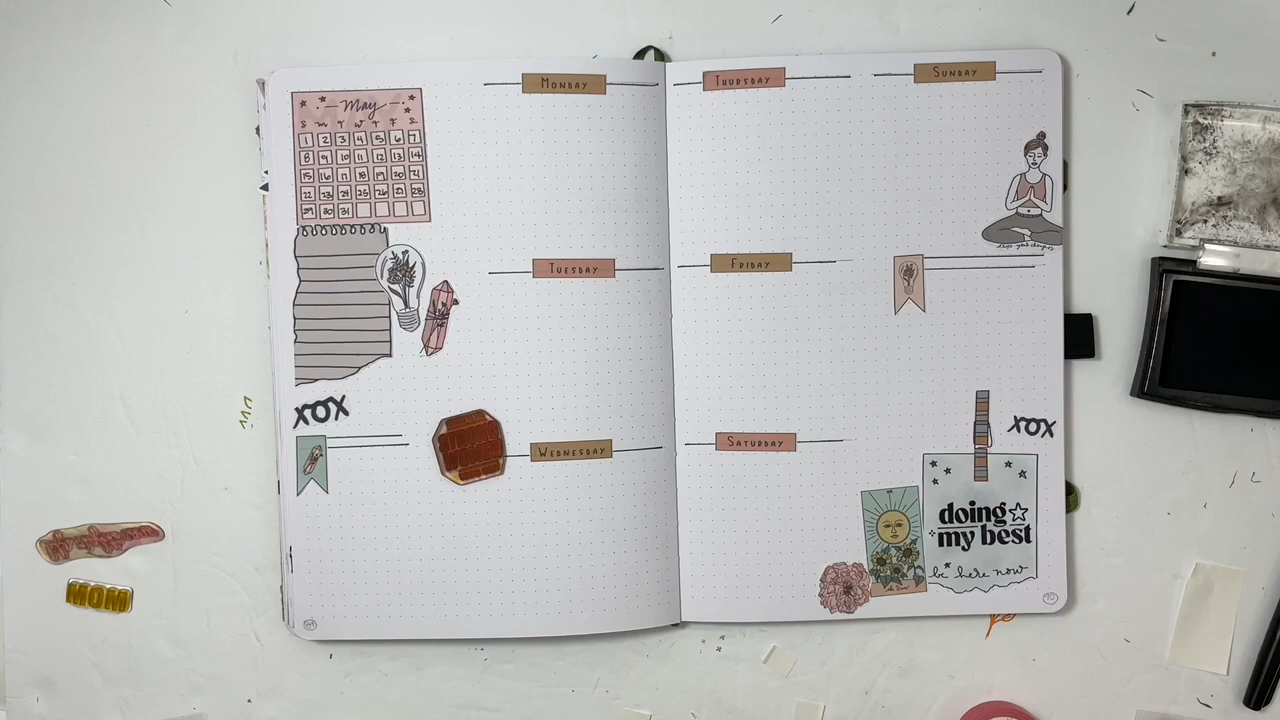 May
S M T W T F S
1 2 3 4 5 6 7
8 9 10 11 12 13 14
15 16 17 18 19 20 21
22 23 24 25 26 27 28
29 30 31
XOX
MONDAY
TUESDAY
WEDNESDAY
THURSDAY
FRIDAY
SATURDAY
SUNDAY
XOX
doing
my best
be here now
MOM